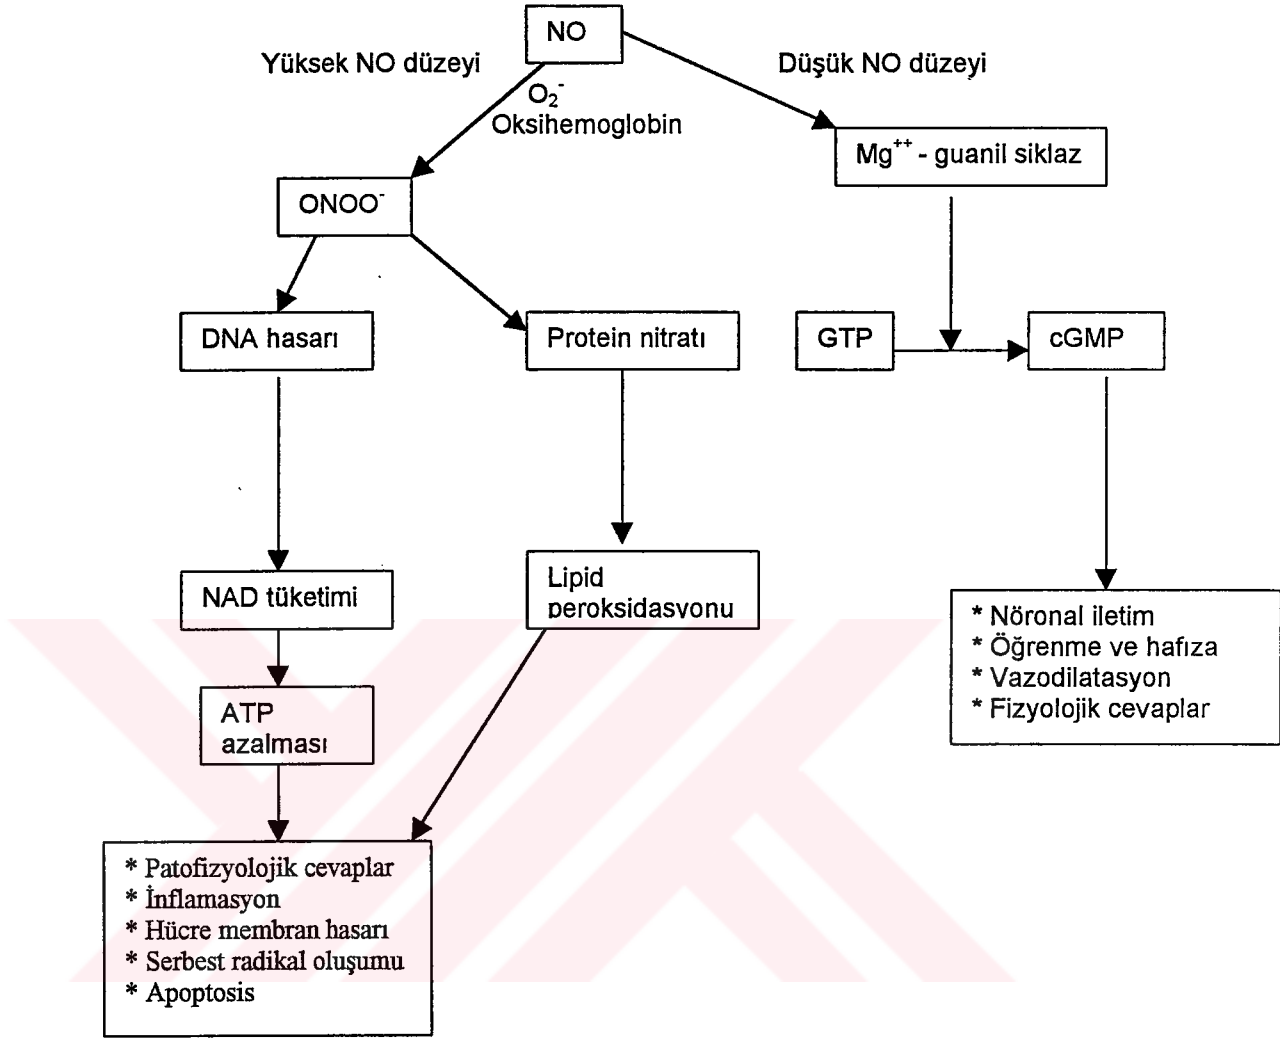 NO
Yüksek NO düzeyi
Düşük NO düzeyi
O₂⁻
Oksihemoglobin
Mg⁺⁺ - guanil siklaz
ONOO⁻
DNA hasarı
Protein nitratı
GTP
cGMP
NAD tüketimi
Lipid
peroksidasyonu
* Nöronal iletim
* Öğrenme ve hafıza
* Vazodilatasyon
* Fizyolojik cevaplar
ATP
azalması
* Patofizyolojik cevaplar
* İnflamasyon
* Hücre membran hasarı
* Serbest radikal oluşumu
* Apoptosis